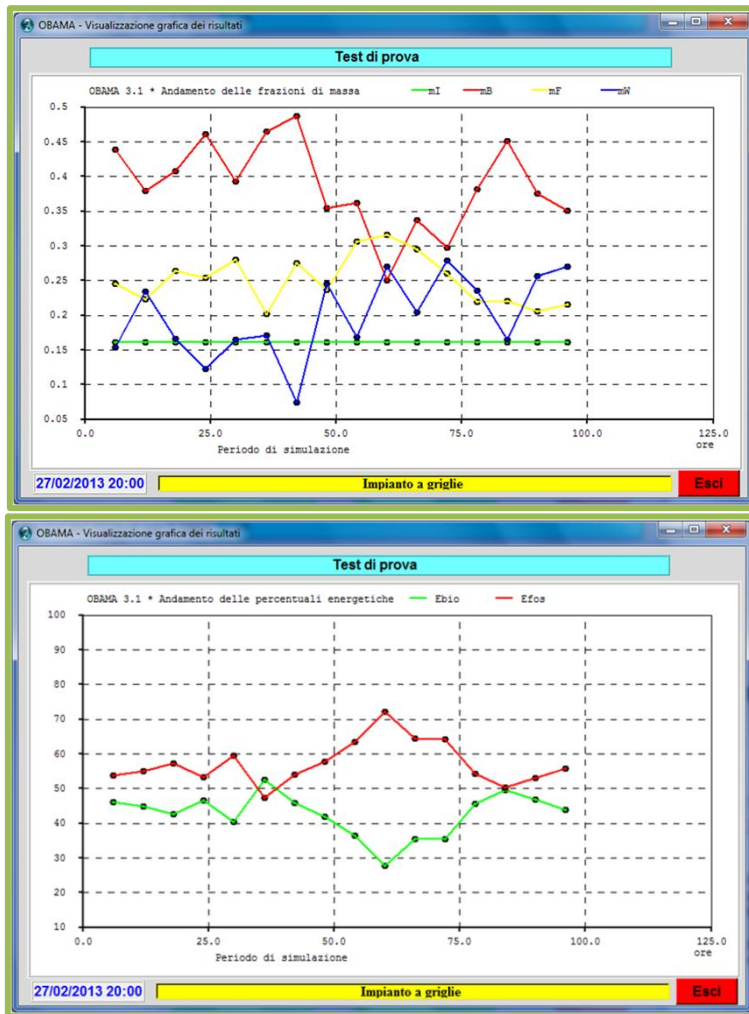 OBAMA - Visualizzazione grafica dei risultati
Test di prova
OBAMA 3.1 * Andamento delle frazioni di massa mI mB mF mW
0.5
0.45
0.4
0.35
0.3
0.25
0.2
0.15
0.1
0.05
0.0 25.0 50.0 75.0 100.0 125.0
Periodo di simulazione ore
27/02/2013 20:00 Impianto a griglie Esci
OBAMA - Visualizzazione grafica dei risultati
Test di prova
OBAMA 3.1 * Andamento delle percentuali energetiche Ebio Efos
100
90
80
70
60
50
40
30
20
10
0.0 25.0 50.0 75.0 100.0 125.0
Periodo di simulazione ore
27/02/2013 20:00 Impianto a griglie Esci